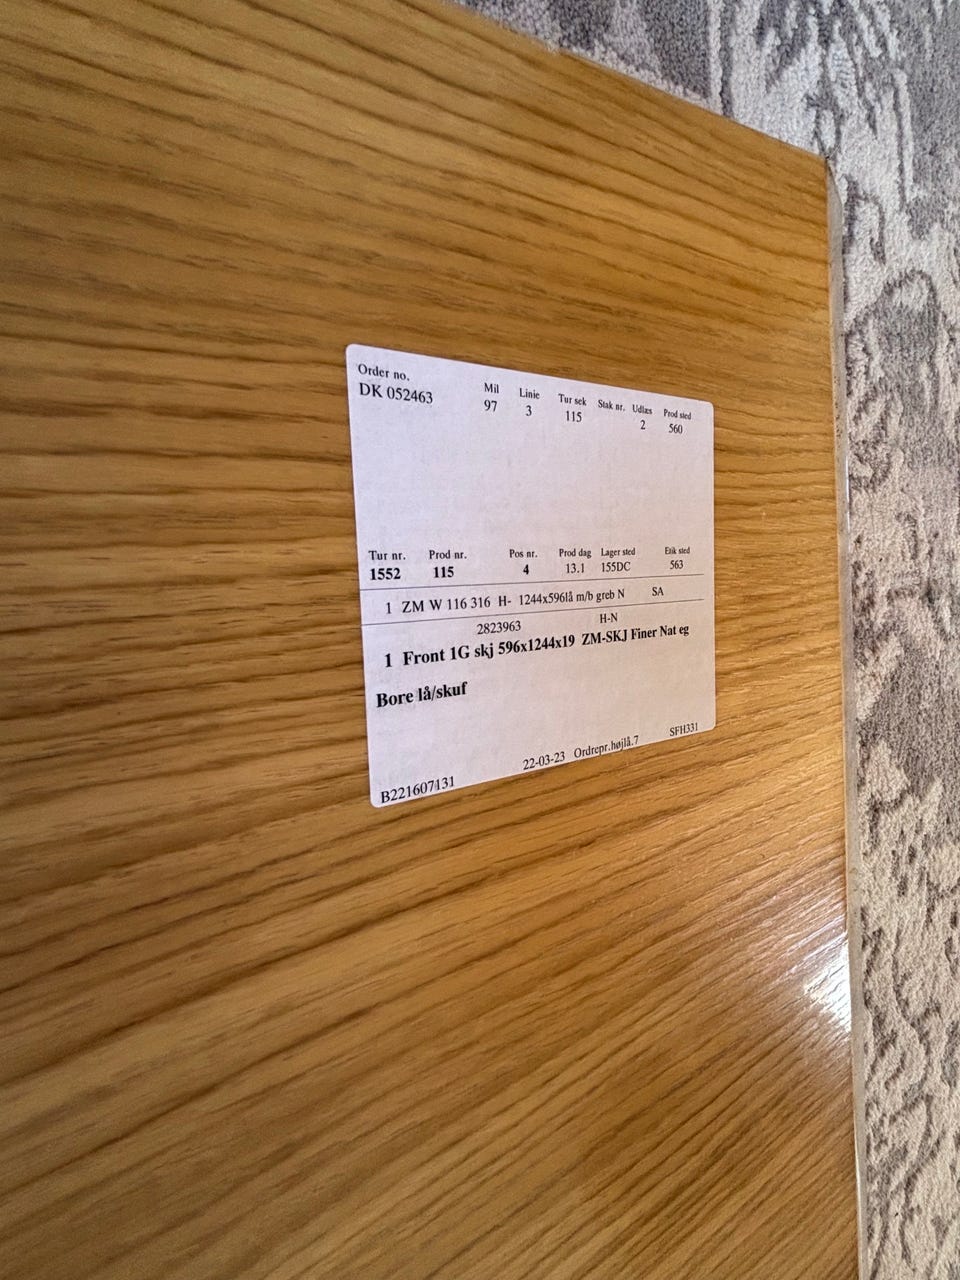 Order no. Mil Linie Tur sek Stak nr. Udlæs Prod sted
DK 052463 97 3 115 2 560
Tur nr. Prod nr. Pos nr. Prod dag Lager sted Etik sted
1552 115 4 13.1 155DC 563
1 ZM W 116 316 H- 1244x596lå m/b greb N SA
2823963 H-N
1 Front 1G skj 596x1244x19 ZM-SKJ Finer Nat eg
Bore lå/skuf
B221607131 22-03-23 Ordrepr.højlå.7 SFH331